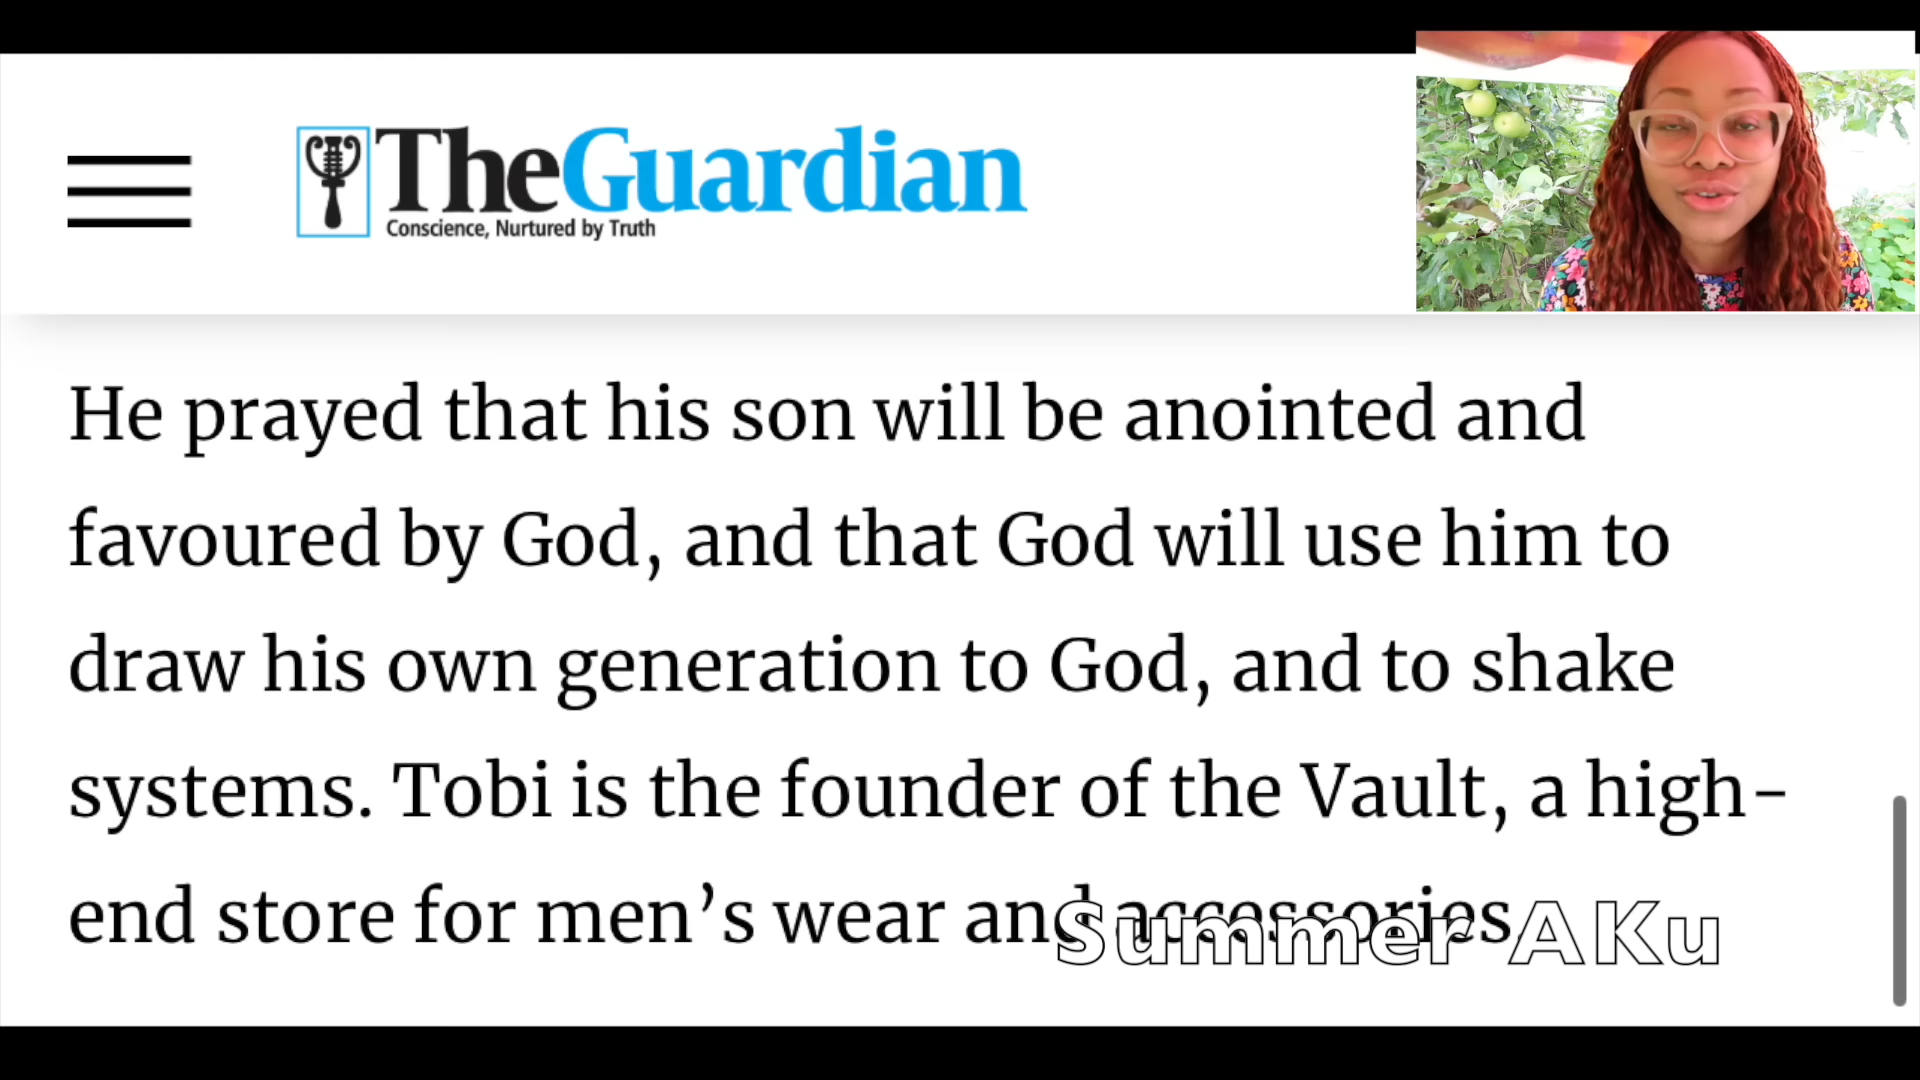 TheGuardian
Conscience, Nurtured by Truth
He prayed that his son will be anointed and
favoured by God, and that God will use him to
draw his own generation to God, and to shake
systems. Tobi is the founder of the Vault, a high-
end store for men’s wear and accessories
Summer AKu